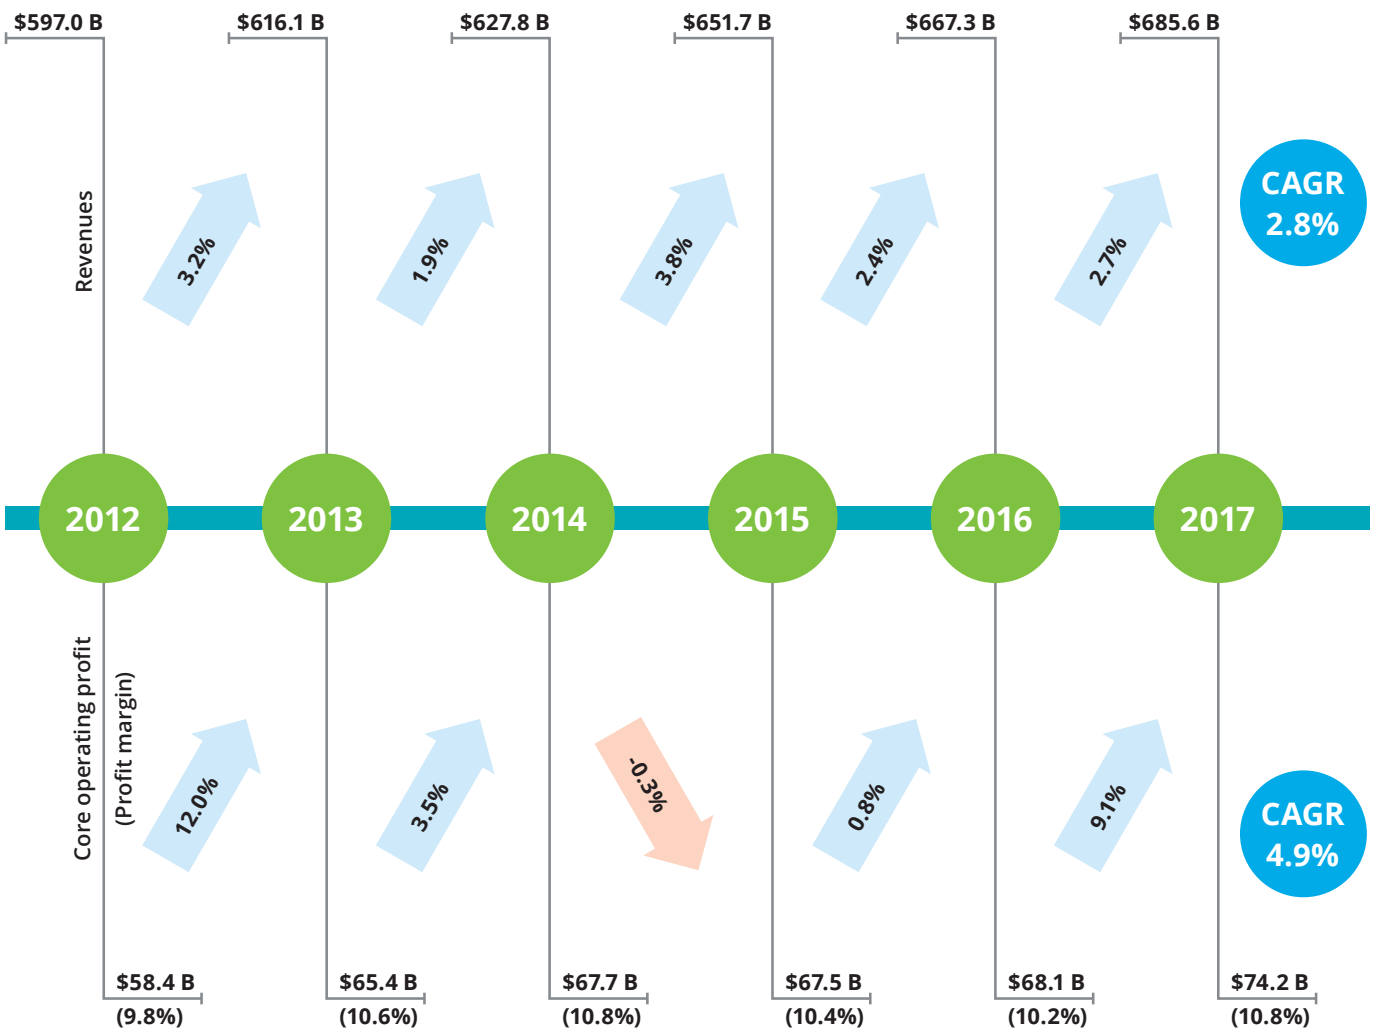 $597.0 B
$616.1 B
$627.8 B
$651.7 B
$667.3 B
$685.6 B
Revenues
3.2%
1.9%
3.8%
2.4%
2.7%
CAGR
2.8%
2012
2013
2014
2015
2016
2017
Core operating profit
(Profit margin)
12.0%
3.5%
-0.3%
0.8%
9.1%
CAGR
4.9%
$58.4 B
(9.8%)
$65.4 B
(10.6%)
$67.7 B
(10.8%)
$67.5 B
(10.4%)
$68.1 B
(10.2%)
$74.2 B
(10.8%)